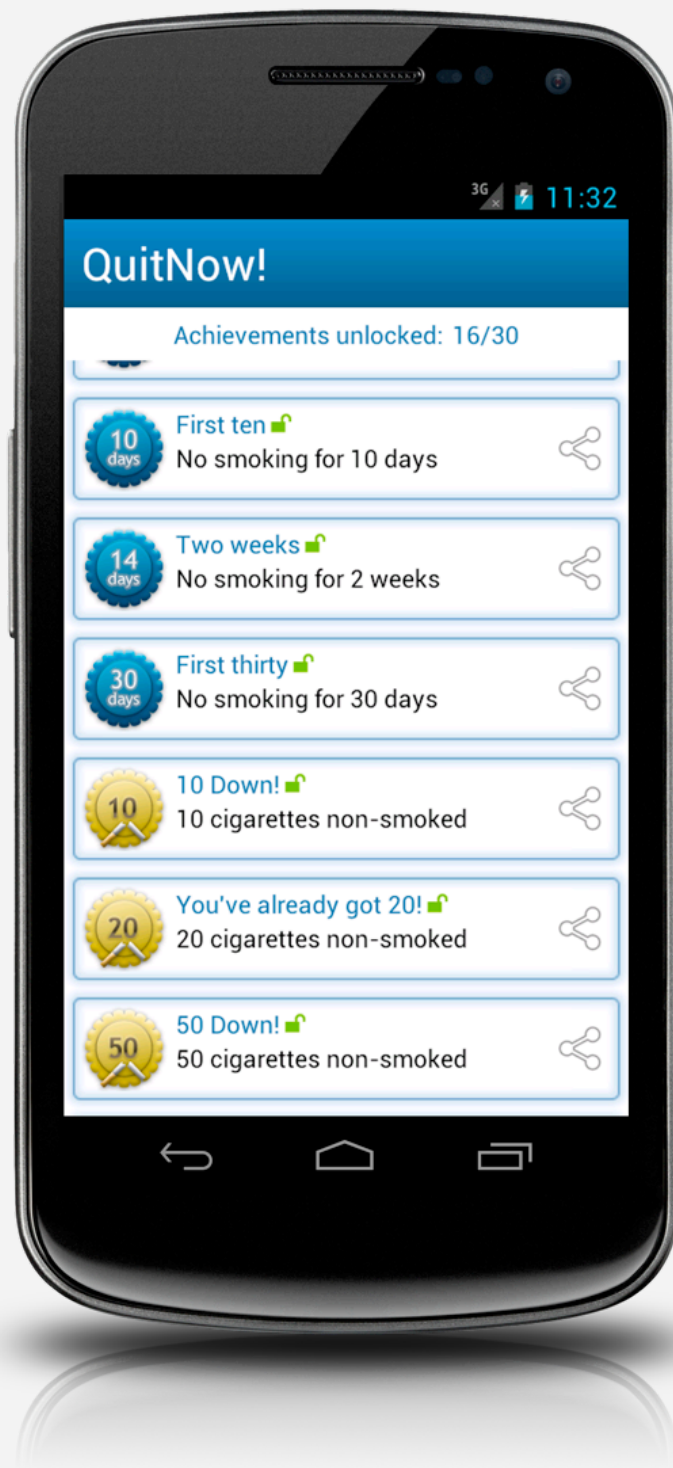 3G 11:32
QuitNow!
Achievements unlocked: 16/30
10
days
First ten
No smoking for 10 days
14
days
Two weeks
No smoking for 2 weeks
30
days
First thirty
No smoking for 30 days
10
10 Down!
10 cigarettes non-smoked
20
You've already got 20!
20 cigarettes non-smoked
50
50 Down!
50 cigarettes non-smoked